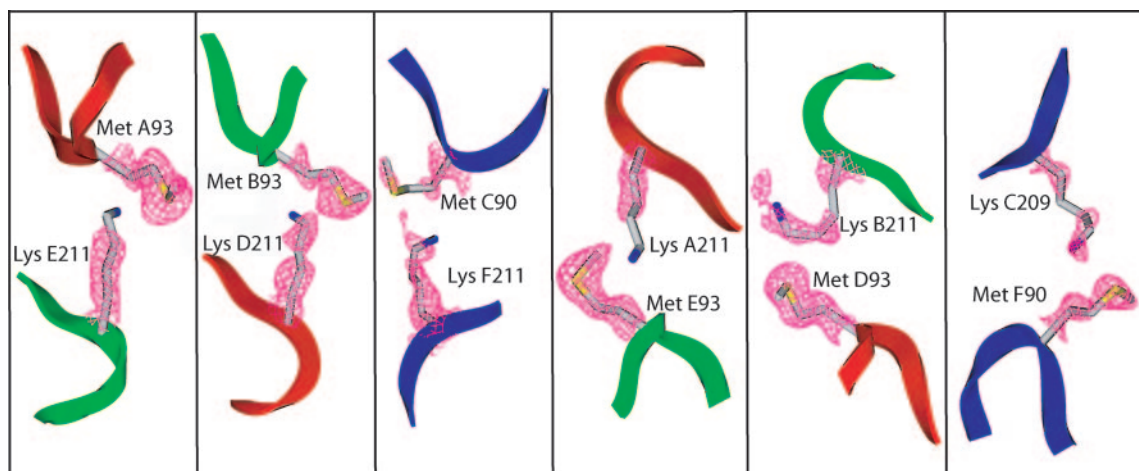 Met A93
Lys E211
Met B93
Lys D211
Met C90
Lys F211
Lys A211
Met E93
Lys B211
Met D93
Lys C209
Met F90